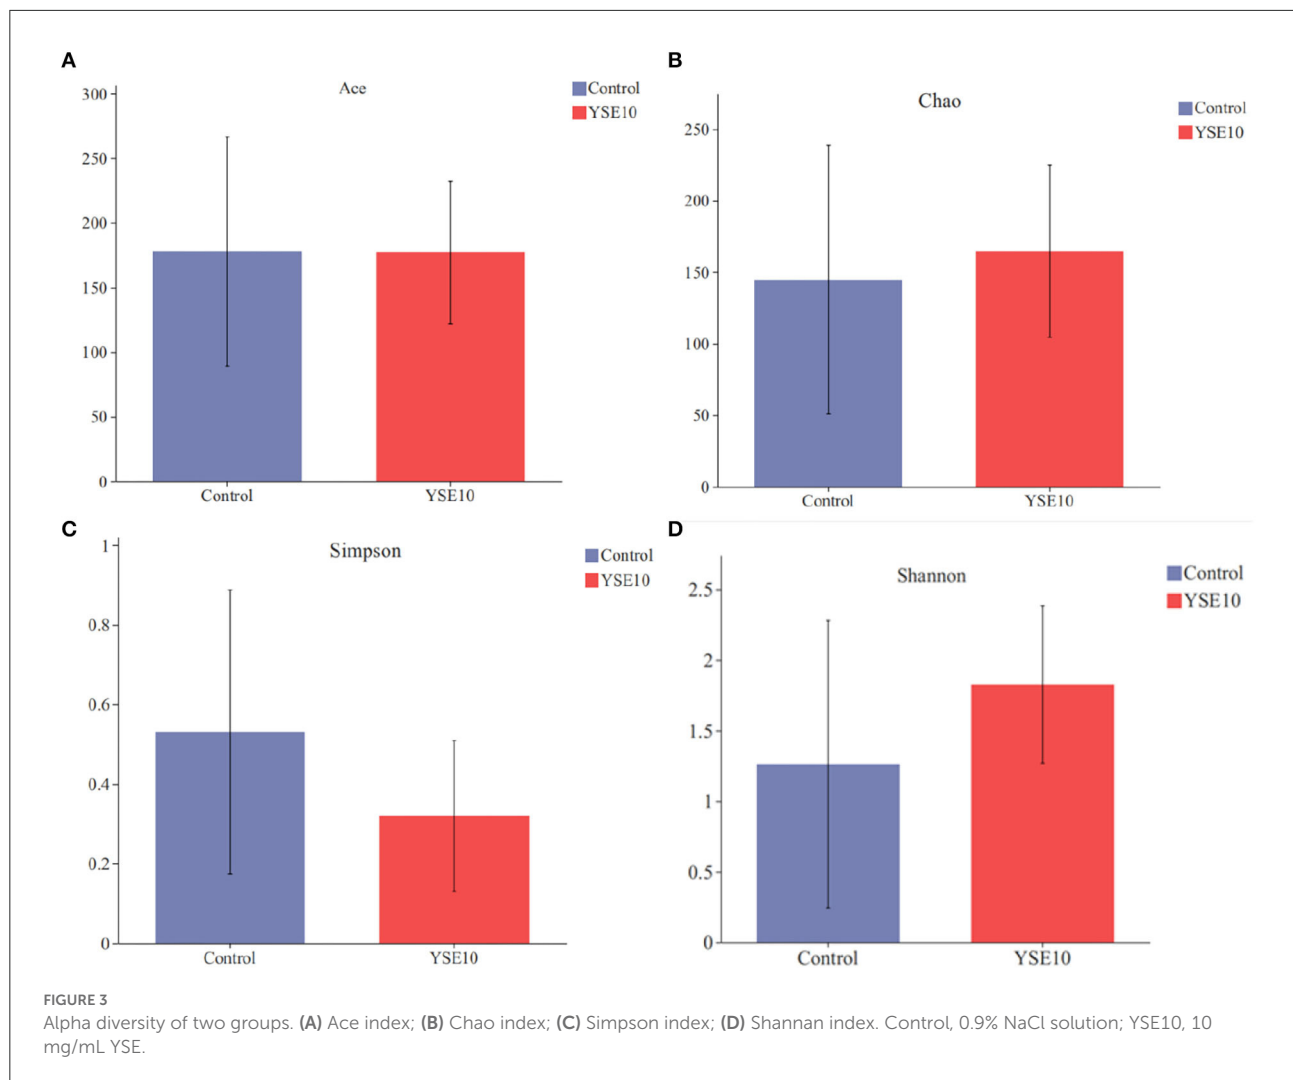 A
Ace
Control
YSE10
300
250
200
150
100
50
0
Control
YSE10
B
Chao
Control
YSE10
250
200
150
100
50
0
Control
YSE10
C
Simpson
Control
YSE10
1
0.8
0.6
0.4
0.2
0
Control
YSE10
D
Shannon
Control
YSE10
2.5
2
1.5
1
0.5
0
Control
YSE10
FIGURE 3
Alpha diversity of two groups. (A) Ace index; (B) Chao index; (C) Simpson index; (D) Shannan index. Control, 0.9% NaCl solution; YSE10, 10
mg/mL YSE.